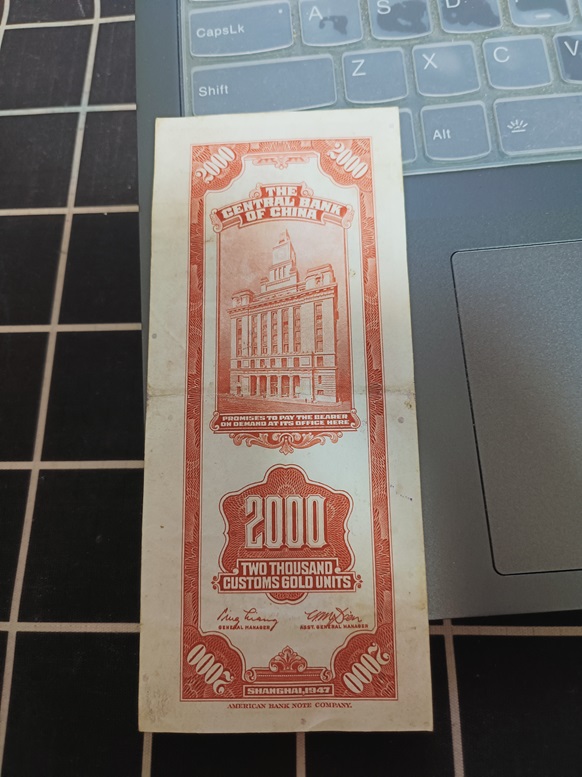 CapsLk
A
S
D
Shift
Z
X
C
V
Alt
2000
2000
THE
CENTRAL BANK
OF CHINA
PROMISES TO PAY THE BEARER
ON DEMAND AT ITS OFFICE HERE
2000
TWO THOUSAND
CUSTOMS GOLD UNITS
GENERAL MANAGER
ASST. GENERAL MANAGER
2000
2000
SHANGHAI,1947
AMERICAN BANK NOTE COMPANY.